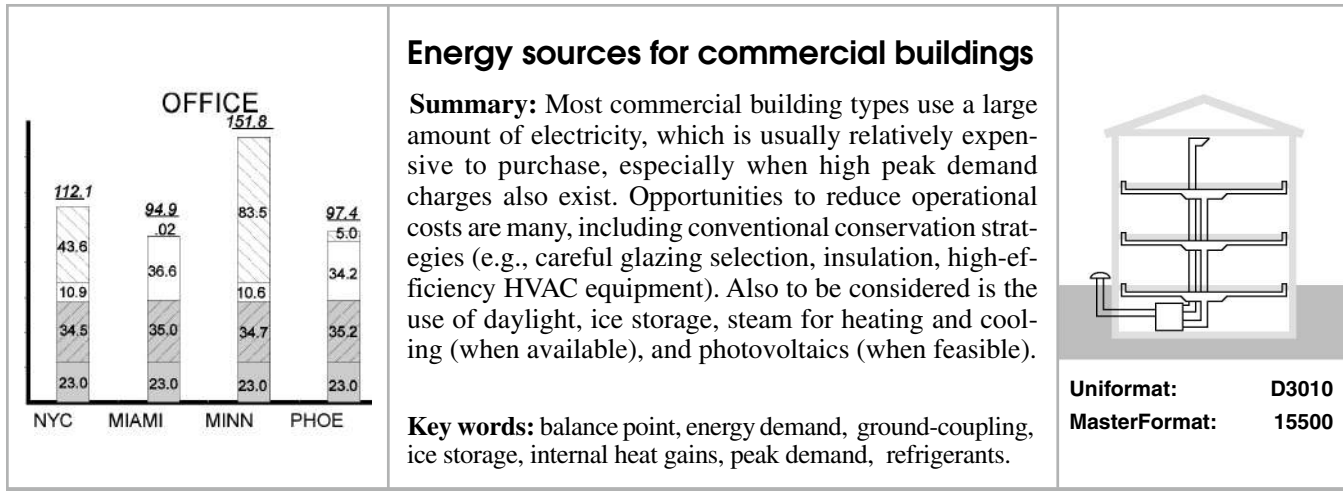 OFFICE
151.8
112.1
94.9
97.4
.02
83.5
5.0
43.6
36.6
34.2
10.9
10.6
34.5
35.0
34.7
35.2
23.0
23.0
23.0
23.0
NYC MIAMI MINN PHOE
Energy sources for commercial buildings
Summary: Most commercial building types use a large
amount of electricity, which is usually relatively expen-
sive to purchase, especially when high peak demand
charges also exist. Opportunities to reduce operational
costs are many, including conventional conservation strat-
egies (e.g., careful glazing selection, insulation, high-ef-
ficiency HVAC equipment). Also to be considered is the
use of daylight, ice storage, steam for heating and cool-
ing (when available), and photovoltaics (when feasible).
Key words: balance point, energy demand, ground-coupling,
ice storage, internal heat gains, peak demand, refrigerants.
Uniformat: D3010
MasterFormat: 15500